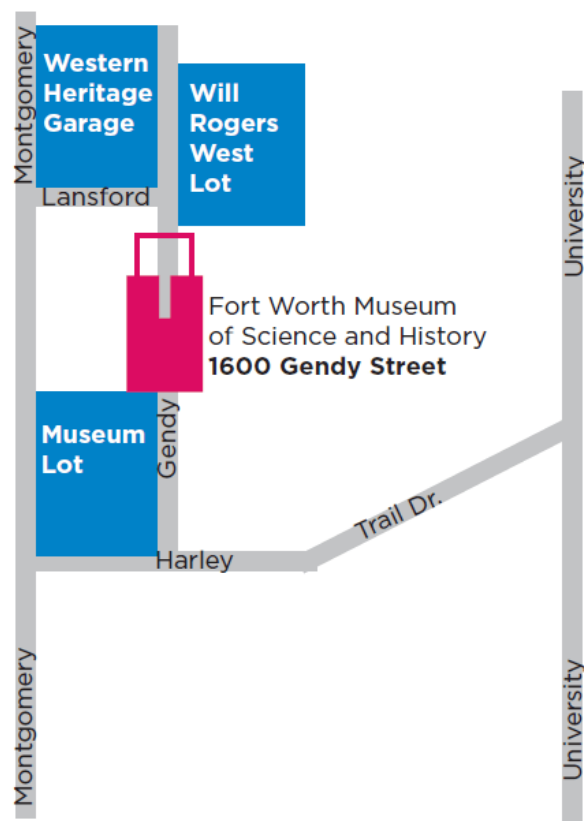 Montgomery
Western
Heritage
Garage
Will
Rogers
West
Lot
Lansford
University
Fort Worth Museum
of Science and History
1600 Gendy Street
Museum
Lot
Gendy
Trail Dr.
Harley
Montgomery
University